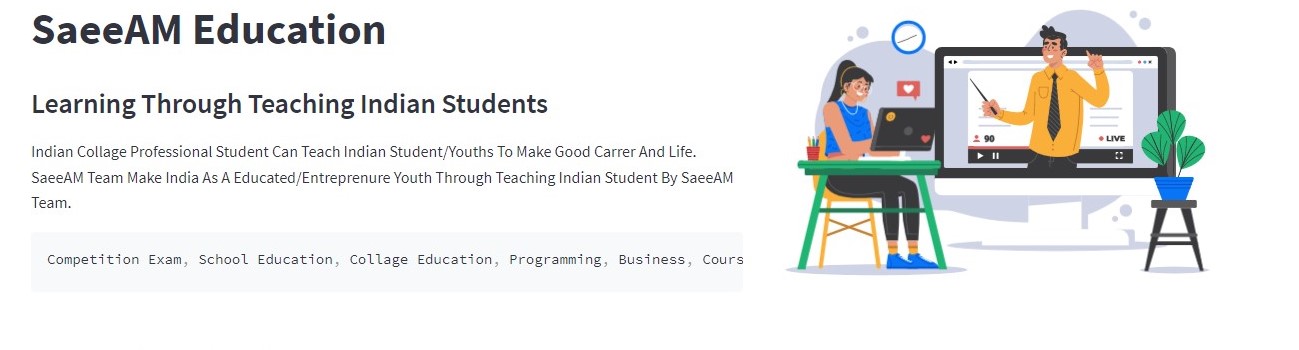 SaeeAM Education
Learning Through Teaching Indian Students
Indian Collage Professional Student Can Teach Indian Student/Youths To Make Good Carrer And Life.
SaeeAM Team Make India As A Educated/Entreprenure Youth Through Teaching Indian Student By SaeeAM
Team.
Competition Exam, School Education, Collage Education, Programming, Business, Cours
90
LIVE